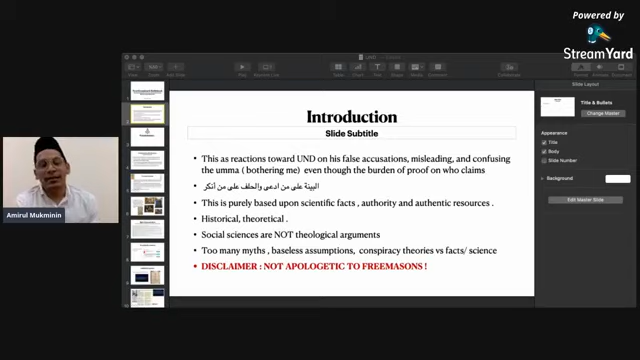 Powered by
StreamYard
UND
Slide Layout
Title & Bullets
Change Master
Appearance
Title
Body
Slide Number
Background
Edit Master Slide
Introduction
Slide Subtitle
This as reactions toward UND on his false accusations, misleading, and confusing
the umma ( bothering me) even though the burden of proof on who claims
البينة على من ادعى والحلف على من أنكر
This is purely based upon scientific facts , authority and authentic resources .
Historical, theoretical .
Social sciences are NOT theological arguments
Too many myths , baseless assumptions, conspiracy theories vs facts/ science
DISCLAIMER : NOT APOLOGETIC TO FREEMASONS !
Amirul Mukminin